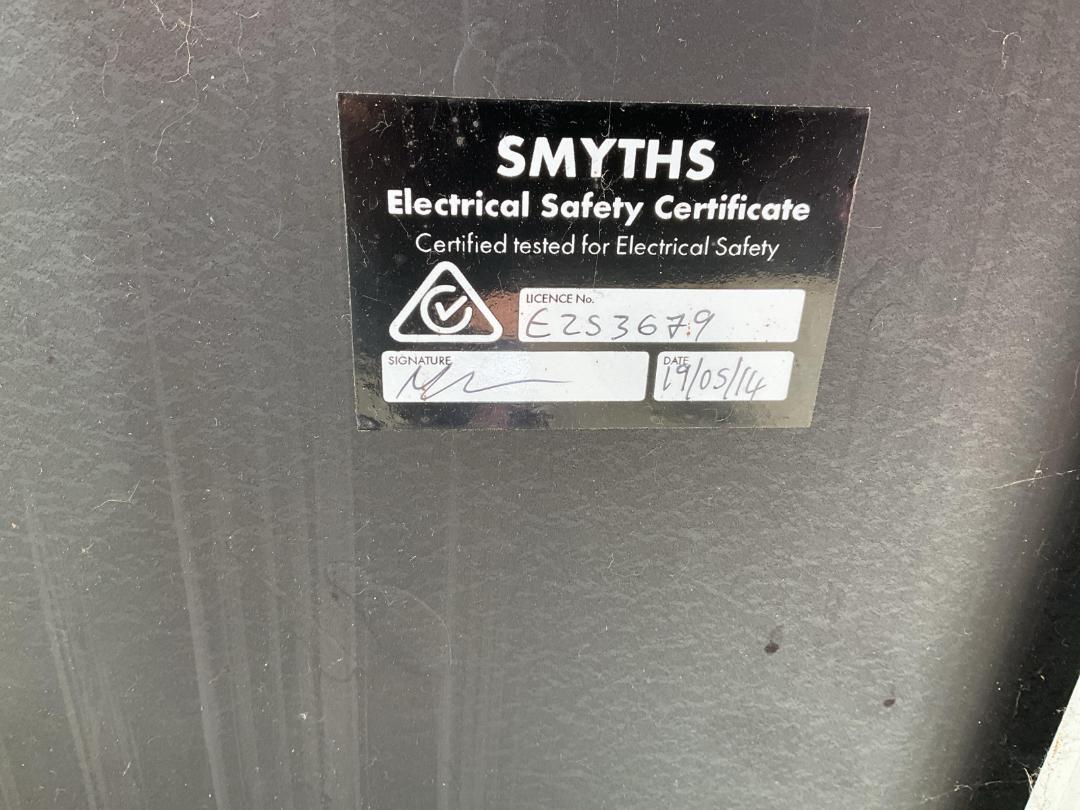 SMYTHS
Electrical Safety Certificate
Certified tested for Electrical Safety
LICENCE No.
E2S3679
SIGNATURE
DATE
19/05/14